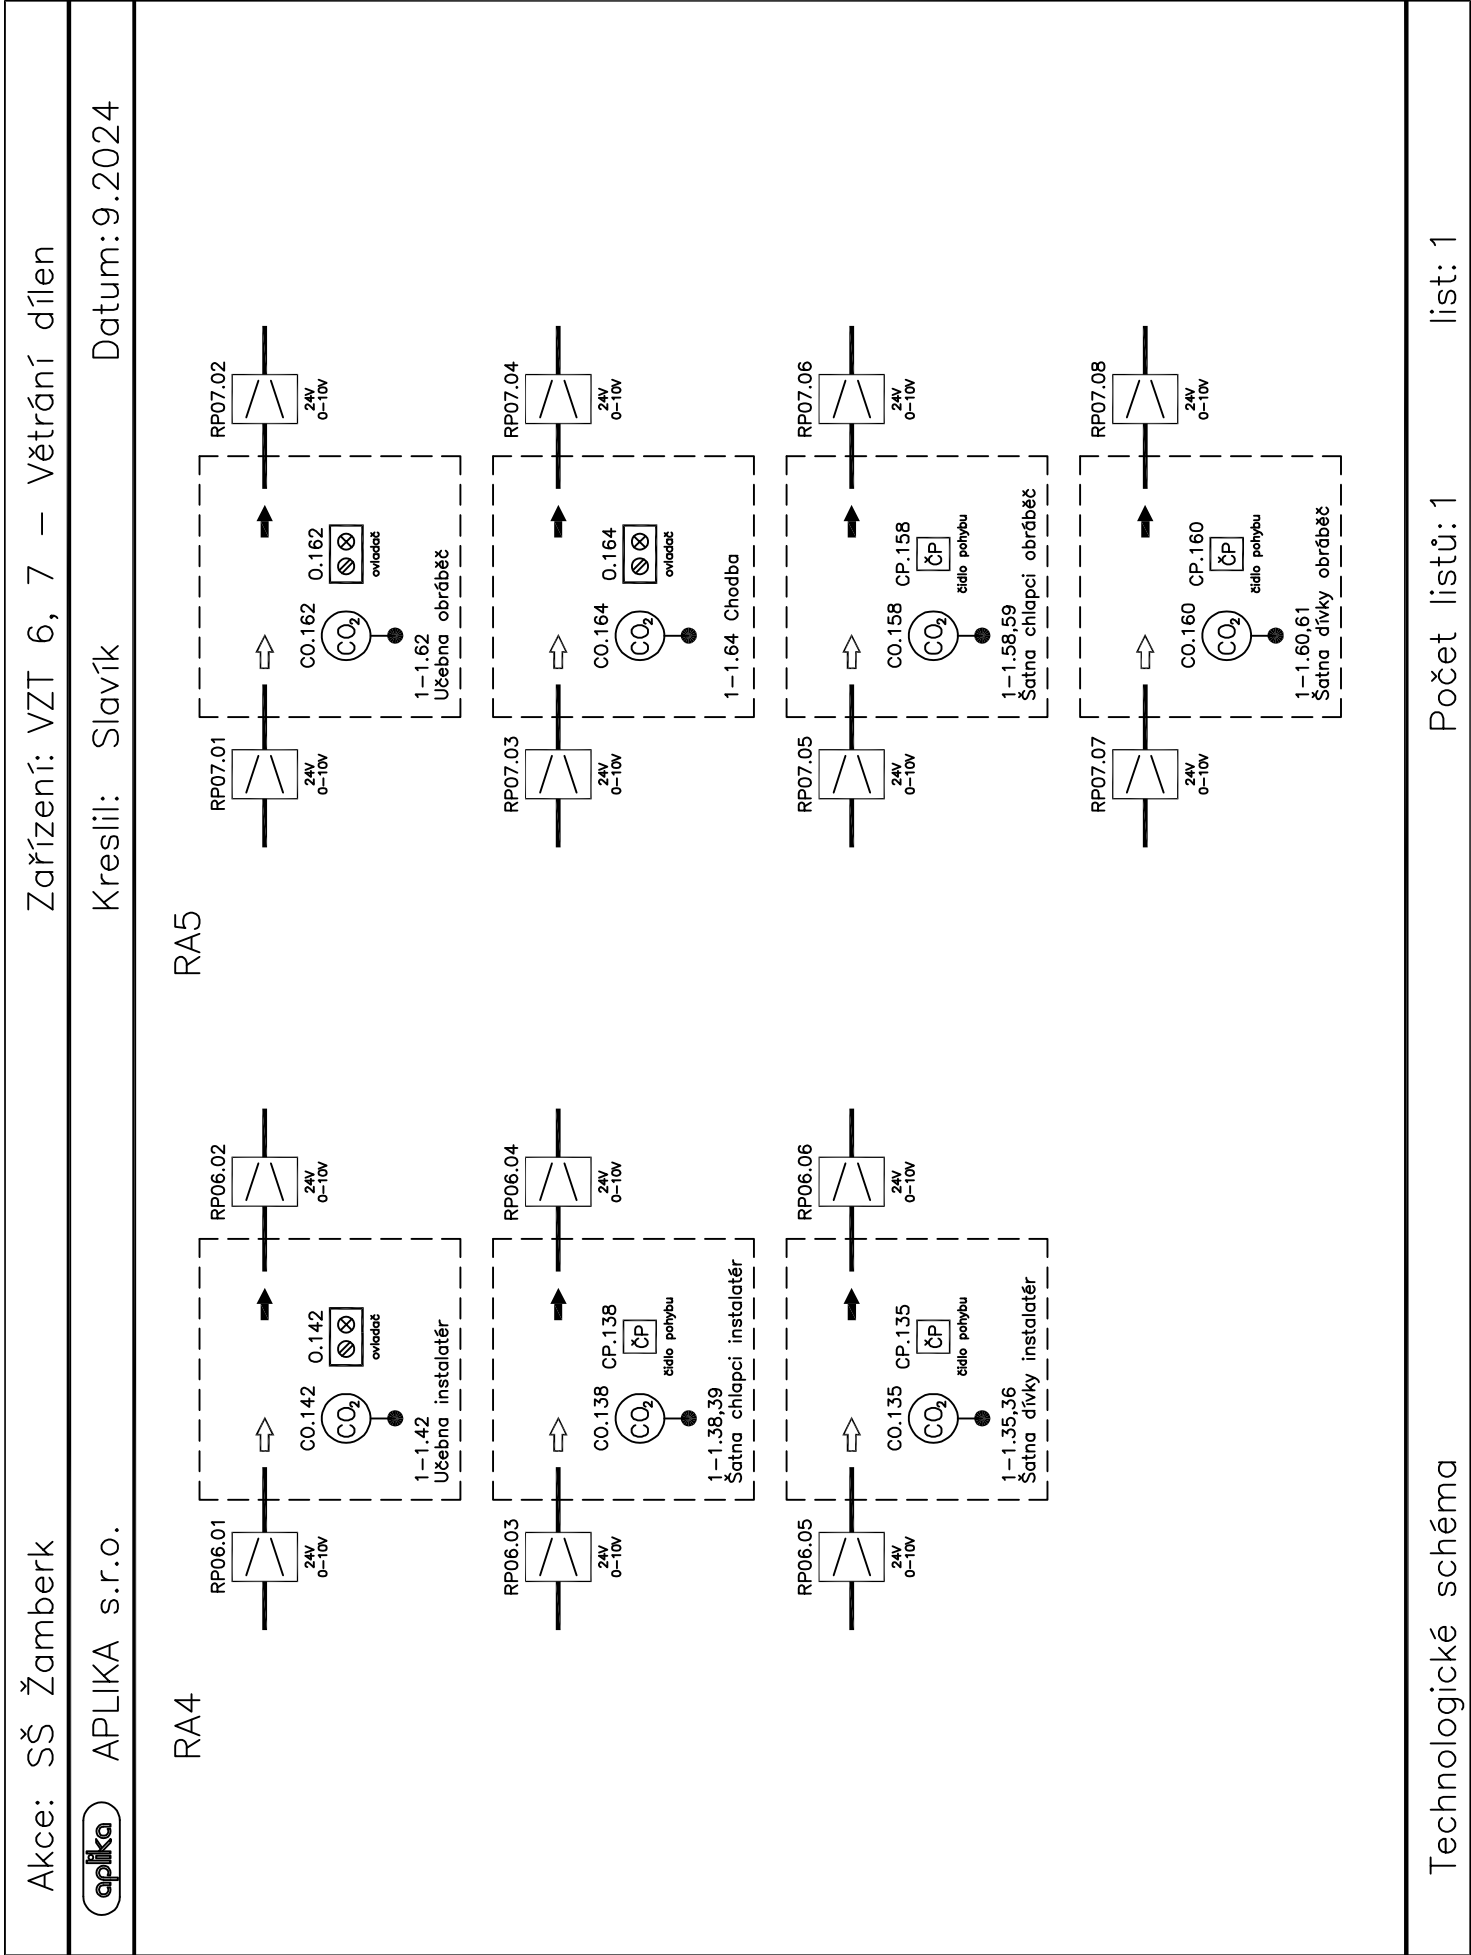 Akce: SŠ Žamberk
Zařízení: VZT 6, 7 – Větrání dílen
aplika
APLIKA s.r.o.
Kreslil: Slavík
Datum: 9.2024
RA4
RP06.01
24V
0-10V
CO.142
CO2
O.142
ovladač
1-1.42
Učebna instalatér
RP06.02
24V
0-10V
RP06.03
24V
0-10V
CO.138
CO2
CP.138
ČP
čidlo pohybu
1-1.38,39
Šatna chlapci instalatér
RP06.04
24V
0-10V
RP06.05
24V
0-10V
CO.135
CO2
CP.135
ČP
čidlo pohybu
1-1.35,36
Šatna dívky instalatér
RP06.06
24V
0-10V
RA5
RP07.01
24V
0-10V
CO.162
CO2
O.162
ovladač
1-1.62
Učebna obráběč
RP07.02
24V
0-10V
RP07.03
24V
0-10V
CO.164
CO2
O.164
ovladač
1-1.64 Chodba
RP07.04
24V
0-10V
RP07.05
24V
0-10V
CO.158
CO2
CP.158
ČP
čidlo pohybu
1-1.58,59
Šatna chlapci obráběč
RP07.06
24V
0-10V
RP07.07
24V
0-10V
CO.160
CO2
CP.160
ČP
čidlo pohybu
1-1.60,61
Šatna dívky obráběč
RP07.08
24V
0-10V
Technologické schéma
Počet listů: 1
list: 1